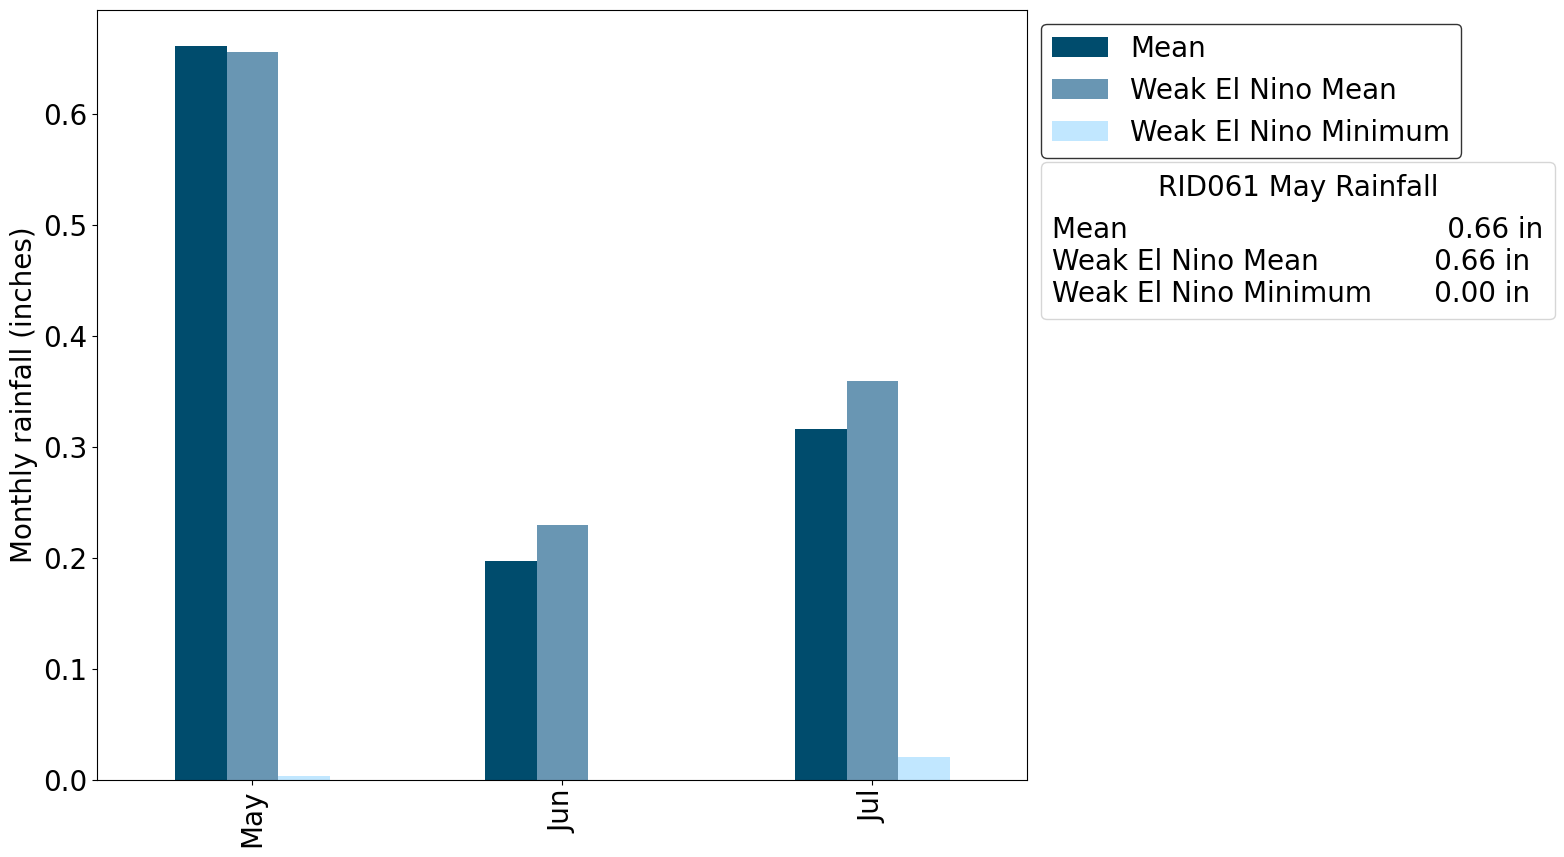 Mean
Weak El Nino Mean
Weak El Nino Minimum
RID061 May Rainfall
Mean 0.66 in
Weak El Nino Mean 0.66 in
Weak El Nino Minimum 0.00 in
Monthly rainfall (inches)
0.6
0.5
0.4
0.3
0.2
0.1
0.0
May
Jun
Jul